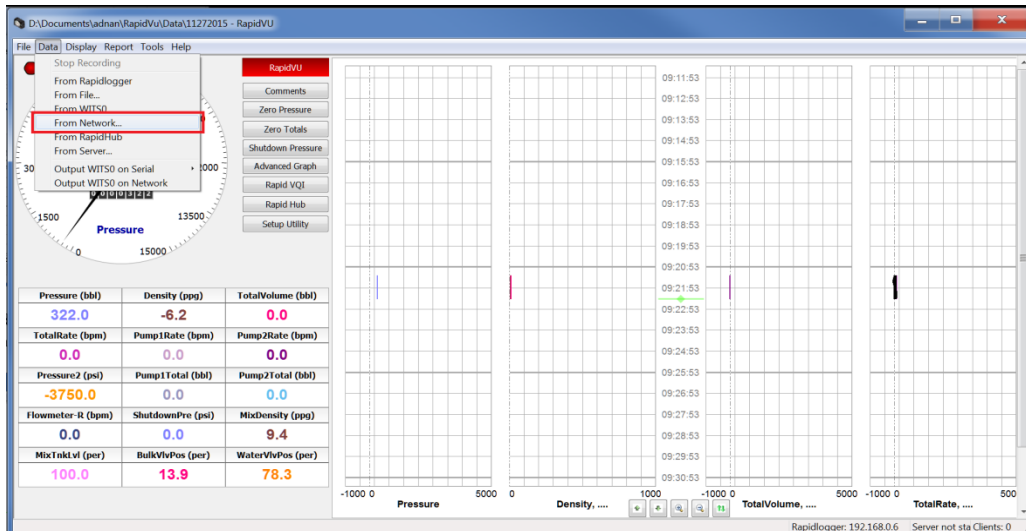 D:\Documents\adnan\RapidVu\Data\11272015 - RapidVU
File Data Display Report Tools Help
Stop Recording
From Rapidlogger
From File...
From WITS0
From Network...
From RapidHub
From Server...
Output WITS0 on Serial
Output WITS0 on Network
30
000
0000322
1500
13500
Pressure
0
15000
RapidVU
Comments
Zero Pressure
Zero Totals
Shutdown Pressure
Advanced Graph
Rapid VQI
Rapid Hub
Setup Utility
Pressure (bbl) Density (ppg) TotalVolume (bbl)
322.0 -6.2 0.0
TotalRate (bpm) Pump1Rate (bpm) Pump2Rate (bpm)
0.0 0.0 0.0
Pressure2 (psi) Pump1Total (bbl) Pump2Total (bbl)
-3750.0 0.0 0.0
Flowmeter-R (bpm) ShutdownPre (psi) MixDensity (ppg)
0.0 0.0 9.4
MixTnkLvl (per) BulkVlvPos (per) WaterVlvPos (per)
100.0 13.9 78.3
09:11:53
09:12:53
09:13:53
09:14:53
09:15:53
09:16:53
09:17:53
09:18:53
09:19:53
09:20:53
09:21:53
09:22:53
09:23:53
09:24:53
09:25:53
09:26:53
09:27:53
09:28:53
09:29:53
09:30:53
-1000 0 5000 0 1000 -1000 0 5000 -1000 0 500
Pressure Density, .... TotalVolume, .... TotalRate, ....
Rapidlogger: 192.168.0.6 Server not sta Clients: 0